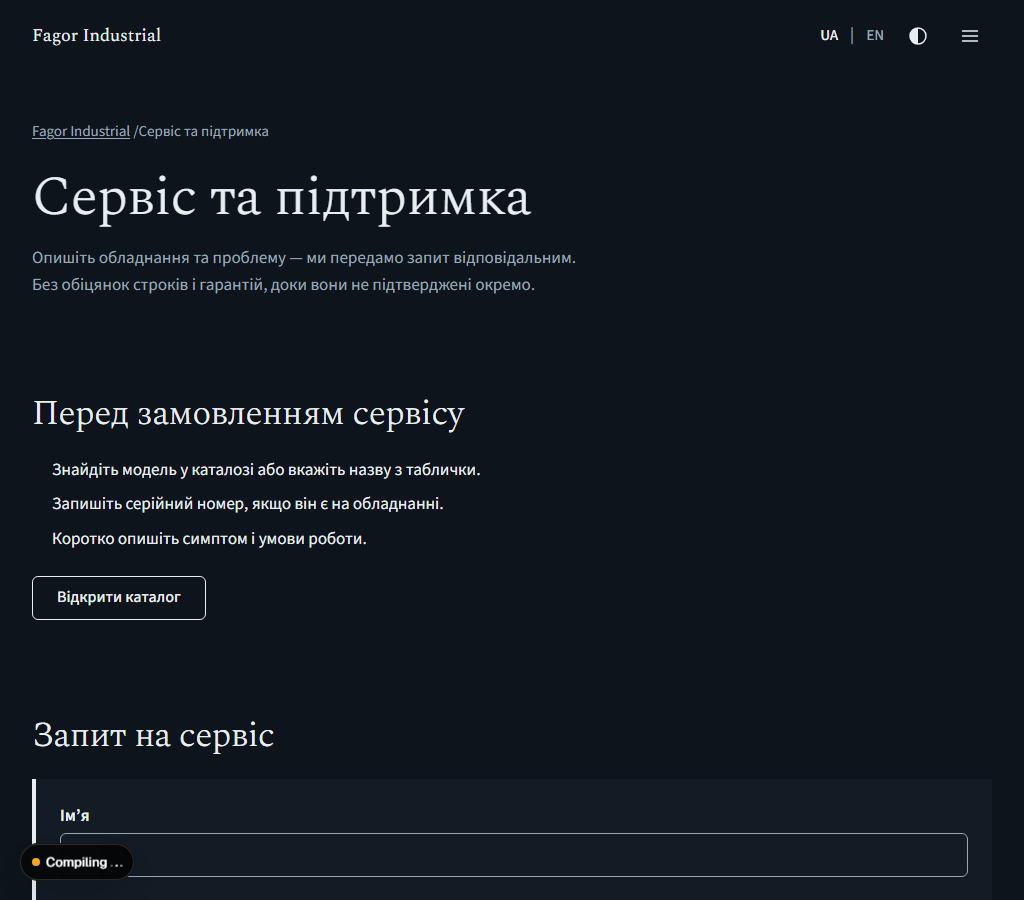 Fagor Industrial
UA | EN
Fagor Industrial /Сервіс та підтримка
Сервіс та підтримка
Опишіть обладнання та проблему — ми передамо запит відповідальним.
Без обіцянок строків і гарантій, доки вони не підтверджені окремо.
Перед замовленням сервісу
Знайдіть модель у каталозі або вкажіть назву з таблички.
Запишіть серійний номер, якщо він є на обладнанні.
Коротко опишіть симптом і умови роботи.
Відкрити каталог
Запит на сервіс
Ім’я
Compiling ...